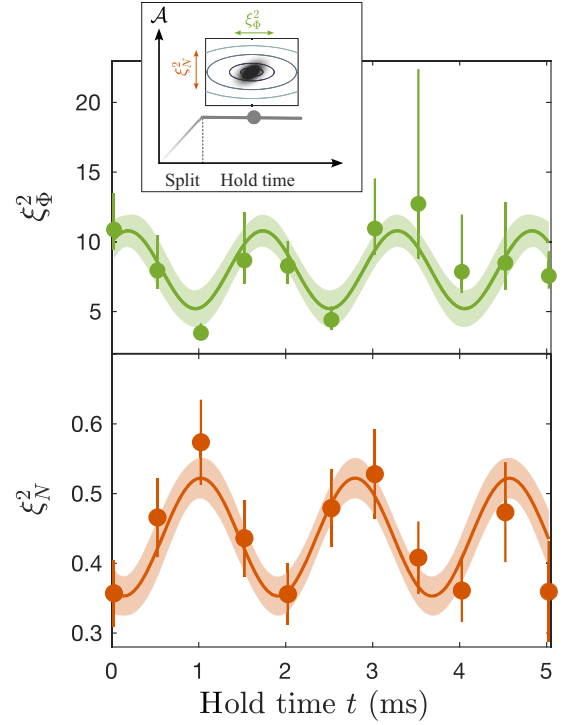 𝒜
ξ²_Φ
ξ²_N
Split Hold time
22
15
10
5
ξ²_Φ
0.6
0.5
0.4
0.3
ξ²_N
0 1 2 3 4 5
Hold time t (ms)